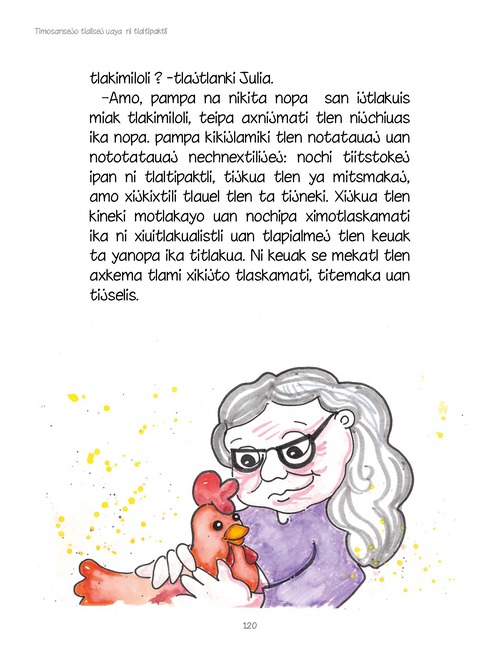 Timosansejo tlalisej uaya ni tlaltipaktli
tlakimiloli ? -tlajtlanki Julia.
-Amo, pampa na nikita nopa san ijtlakuis
miak tlakimiloli, teipa axnijmati tlen nijchiuas
ika nopa. pampa kikijlamiki tlen notatauaj uan
nototatauaj nechnextilijej: nochi tiitstokej
ipan ni tlaltipaktli, tijkua tlen ya mitsmakaj,
amo xijkixtili tlauel tlen ta tijneki. Xijkua tlen
kineki motlakayo uan nochipa ximotlaskamati
ika ni xiuitlakualistli uan tlapialmej tlen keuak
ta yanopa ika titlakua. Ni keuak se mekatl tlen
axkema tlami xikijto tlaskamati, titemaka uan
tijselis.
120